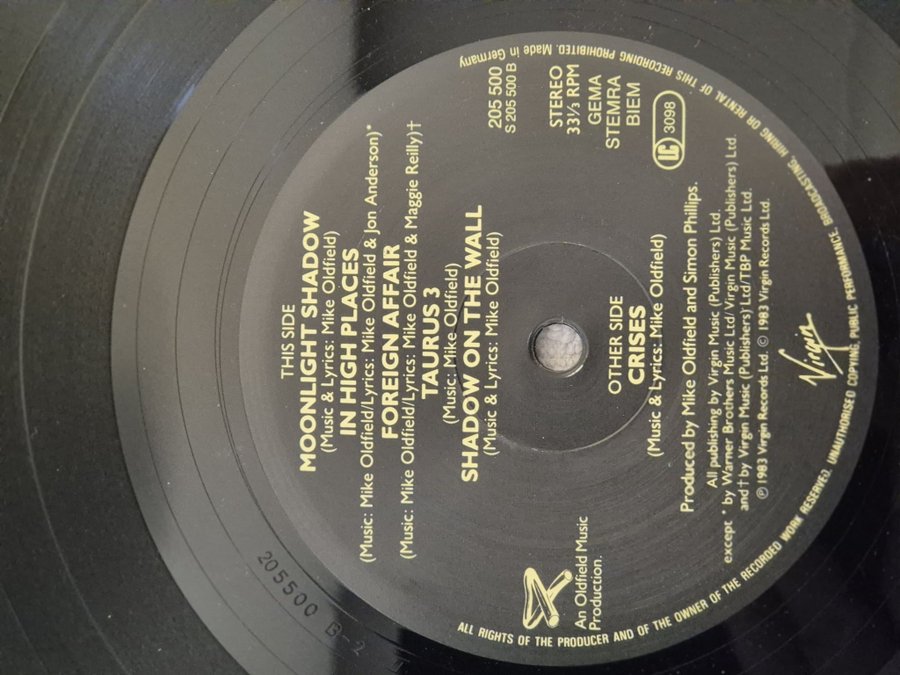 THIS SIDE
MOONLIGHT SHADOW
(Music & Lyrics: Mike Oldfield)
IN HIGH PLACES
(Music: Mike Oldfield/Lyrics: Mike Oldfield & Jon Anderson)*
FOREIGN AFFAIR
(Music: Mike Oldfield/Lyrics: Mike Oldfield & Maggie Reilly)†
TAURUS 3
(Music: Mike Oldfield)
SHADOW ON THE WALL
(Music & Lyrics: Mike Oldfield)
205 500
S 205 500 B
STEREO
33⅓ RPM
GEMA
STEMRA
BIEM
LC 3098
An Oldfield Music
Production.
OTHER SIDE
CRISES
(Music & Lyrics: Mike Oldfield)
Produced by Mike Oldfield and Simon Phillips.
All publishing by Virgin Music (Publishers) Ltd.
except * by Warner Brothers Music Ltd/Virgin Music (Publishers) Ltd.
and † by Virgin Music (Publishers) Ltd/TBP Music Ltd.
℗ 1983 Virgin Records Ltd. © 1983 Virgin Records Ltd.
Virgin
ALL RIGHTS OF THE PRODUCER AND OF THE OWNER OF THE RECORDED WORK RESERVED. UNAUTHORISED COPYING, PUBLIC PERFORMANCE, BROADCASTING, HIRING OR RENTAL OF THIS RECORDING PROHIBITED. Made in Germany
205500 B-2